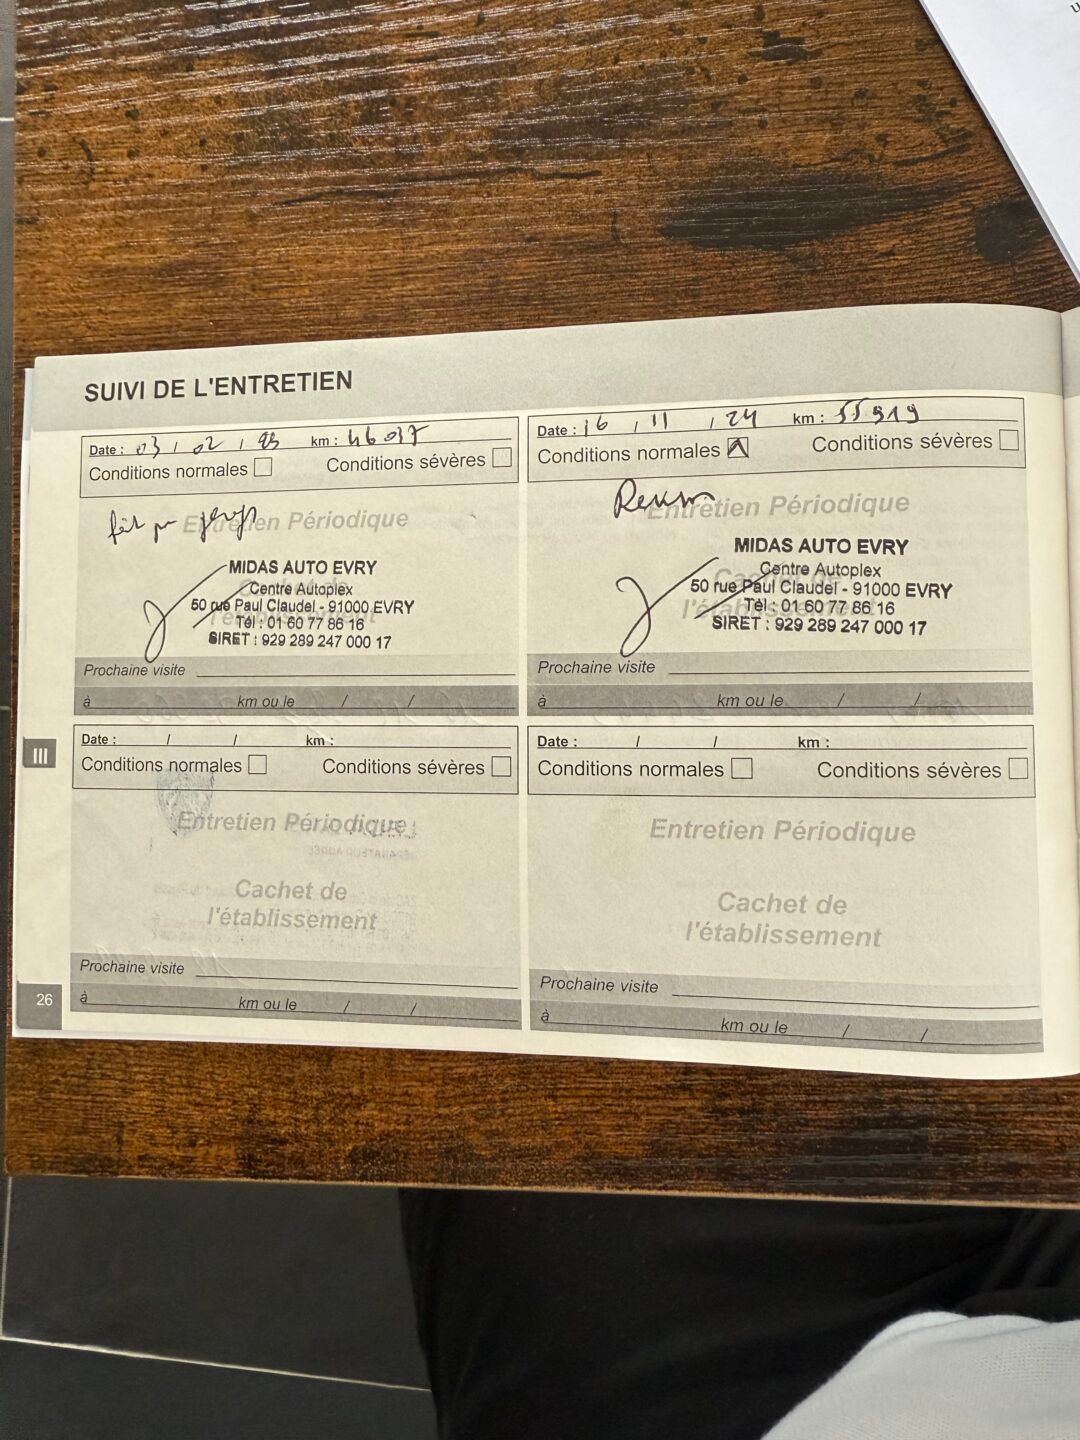 SUIVI DE L'ENTRETIEN
Date : 03 / 02 / 23 km : 46 037
Conditions normales Conditions sévères
fait par
Entretien Périodique
MIDAS AUTO EVRY
Centre Autoplex
50 rue Paul Claudel - 91000 EVRY
Tél : 01 60 77 86 16
SIRET : 929 289 247 000 17
Prochaine visite
à km ou le / /
Date : 16 / 11 / 24 km : 55 919
Conditions normales Conditions sévères
Entretien Périodique
MIDAS AUTO EVRY
Centre Autoplex
50 rue Paul Claudel - 91000 EVRY
Tél : 01 60 77 86 16
SIRET : 929 289 247 000 17
Prochaine visite
à km ou le / /
III
Date : / / km :
Conditions normales Conditions sévères
Entretien Périodique
Cachet de
l'établissement
Prochaine visite
à km ou le / /
Date : / / km :
Conditions normales Conditions sévères
Entretien Périodique
Cachet de
l'établissement
Prochaine visite
à km ou le / /
26